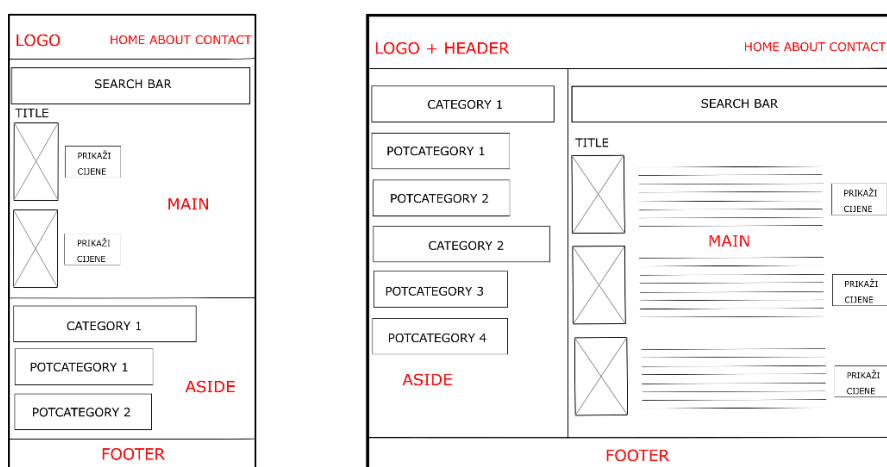 LOGO
HOME ABOUT CONTACT
SEARCH BAR
TITLE
PRIKAŽI
CIJENE
MAIN
PRIKAŽI
CIJENE
CATEGORY 1
POTCATEGORY 1
ASIDE
POTCATEGORY 2
FOOTER
LOGO + HEADER
HOME ABOUT CONTACT
CATEGORY 1
POTCATEGORY 1
POTCATEGORY 2
CATEGORY 2
POTCATEGORY 3
POTCATEGORY 4
ASIDE
SEARCH BAR
TITLE
PRIKAŽI
CIJENE
MAIN
PRIKAŽI
CIJENE
PRIKAŽI
CIJENE
FOOTER